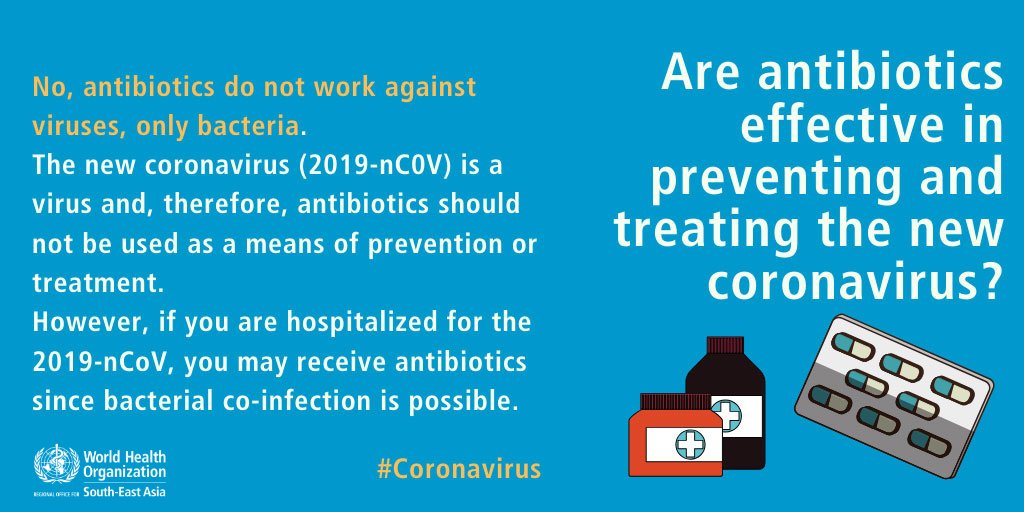 Are antibiotics
effective in
preventing and
treating the new
coronavirus?
No, antibiotics do not work against
viruses, only bacteria.
The new coronavirus (2019-nC0V) is a
virus and, therefore, antibiotics should
not be used as a means of prevention or
treatment.
However, if you are hospitalized for the
2019-nCoV, you may receive antibiotics
since bacterial co-infection is possible.
World Health
Organization
REGIONAL OFFICE FOR South-East Asia
#Coronavirus